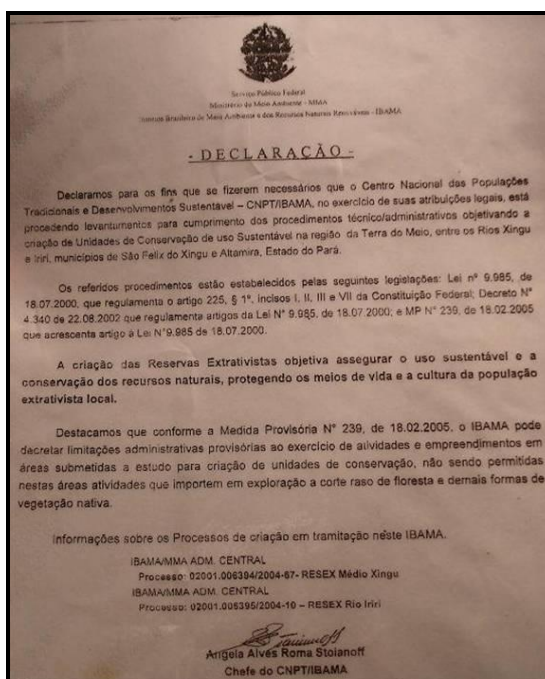 Serviço Público Federal
Ministério do Meio Ambiente - MMA
Instituto Brasileiro do Meio Ambiente e dos Recursos Naturais Renováveis - IBAMA
- DECLARAÇÃO -
Declaramos para os fins que se fizerem necessários que o Centro Nacional das Populações
Tradicionais e Desenvolvimentos Sustentável – CNPT/IBAMA, no exercício de suas atribuições legais, está
procedendo levantamentos para cumprimento dos procedimentos técnico/administrativos objetivando a
criação de Unidades de Conservação de uso Sustentável na região da Terra do Meio, entre os Rios Xingu
e Iriri, municípios de São Felix do Xingu e Altamira, Estado do Pará.
Os referidos procedimentos estão estabelecidos pelas seguintes legislações: Lei nº 9.985, de
18.07.2000, que regulamenta o artigo 225, § 1º, incisos I, II, III e VII da Constituição Federal; Decreto N°
4.340 de 22.08.2002 que regulamenta artigos da Lei N° 9.985, de 18.07.2000; e MP N° 239, de 18.02.2005
que acrescenta artigo à Lei N°9.985 de 18.07.2000.
A criação das Reservas Extrativistas objetiva assegurar o uso sustentável e a
conservação dos recursos naturais, protegendo os meios de vida e a cultura da população
extrativista local.
Destacamos que conforme a Medida Provisória N° 239, de 18.02.2005, o IBAMA pode
decretar limitações administrativas provisórias ao exercício de atividades e empreendimentos em
áreas submetidas a estudo para criação de unidades de conservação, não sendo permitidas
nestas áreas atividades que importem em exploração a corte raso de floresta e demais formas de
vegetação nativa.
Informações sobre os Processos de criação em tramitação neste IBAMA.
IBAMA/MMA ADM. CENTRAL
Processo: 02001.006394/2004-67- RESEX Médio Xingu
IBAMA/MMA ADM. CENTRAL
Processo: 02001.006395/2004-10 – RESEX Rio Iriri
Angela Alves Roma Stoianoff
Chefe do CNPT/IBAMA